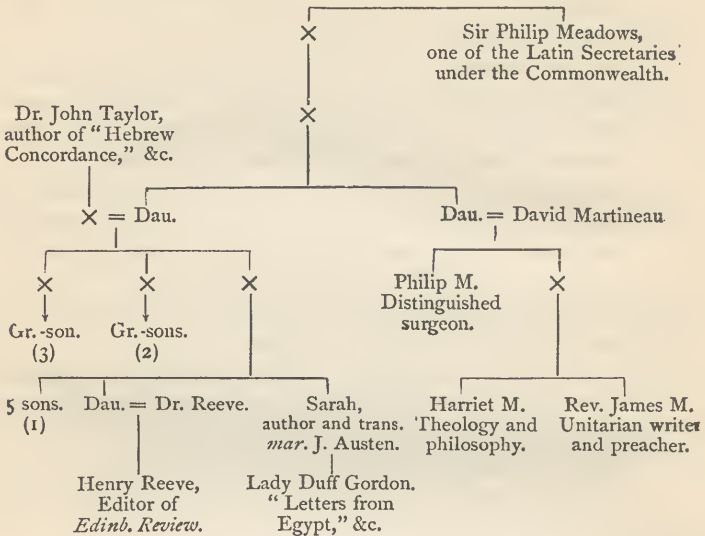 Sir Philip Meadows,
one of the Latin Secretaries
under the Commonwealth.
Dr. John Taylor,
author of "Hebrew
Concordance," &c.
× = Dau.
Dau. = David Martineau
Philip M.
Distinguished
surgeon.
Gr.-son.
(3)
Gr.-sons.
(2)
5 sons.
(1)
Dau. = Dr. Reeve.
Sarah,
author and trans.
mar. J. Austen.
Harriet M.
Theology and
philosophy.
Rev. James M.
Unitarian writer
and preacher.
Henry Reeve,
Editor of
Edinb. Review.
Lady Duff Gordon.
"Letters from
Egypt," &c.